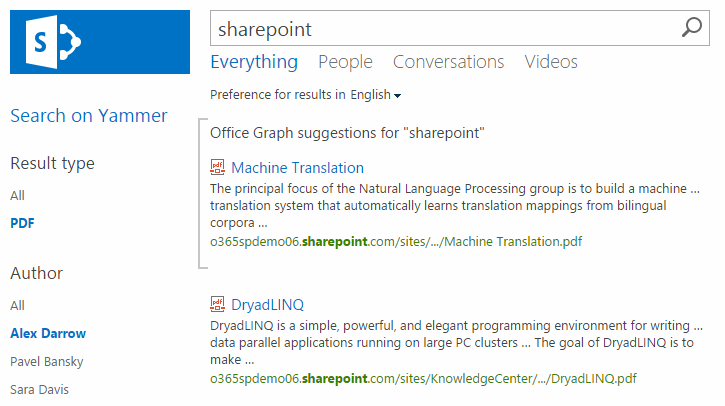 S
sharepoint
Everything People Conversations Videos
Preference for results in English
Search on Yammer
Result type
All
PDF
Author
All
Alex Darrow
Pavel Bansky
Sara Davis
Office Graph suggestions for "sharepoint"
pdf Machine Translation
The principal focus of the Natural Language Processing group is to build a machine ...
translation system that automatically learns translation mappings from bilingual
corpora ...
o365spdemo06.sharepoint.com/sites/.../Machine Translation.pdf
pdf DryadLINQ
DryadLINQ is a simple, powerful, and elegant programming environment for writing ...
data parallel applications running on large PC clusters ... The goal of DryadLINQ is to
make ...
o365spdemo06.sharepoint.com/sites/KnowledgeCenter/.../DryadLINQ.pdf